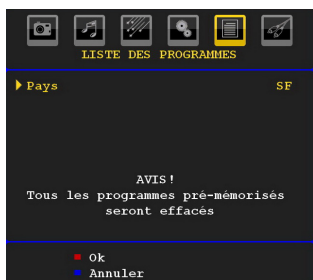 LISTE DES PROGRAMMES
Pays SF
AVIS!
Tous les programmes pré-mémorisés
seront effacés
Ok
Annuler